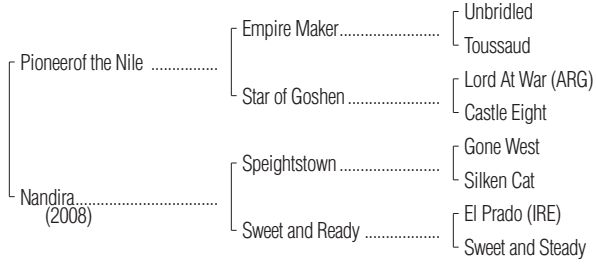 Unbridled
Empire Maker......................
Toussaud
Pioneerof the Nile ................
Lord At War (ARG)
Star of Goshen ....................
Castle Eight
Gone West
Speightstown ......................
Silken Cat
Nandira...............................
(2008)
El Prado (IRE)
Sweet and Ready ................
Sweet and Steady